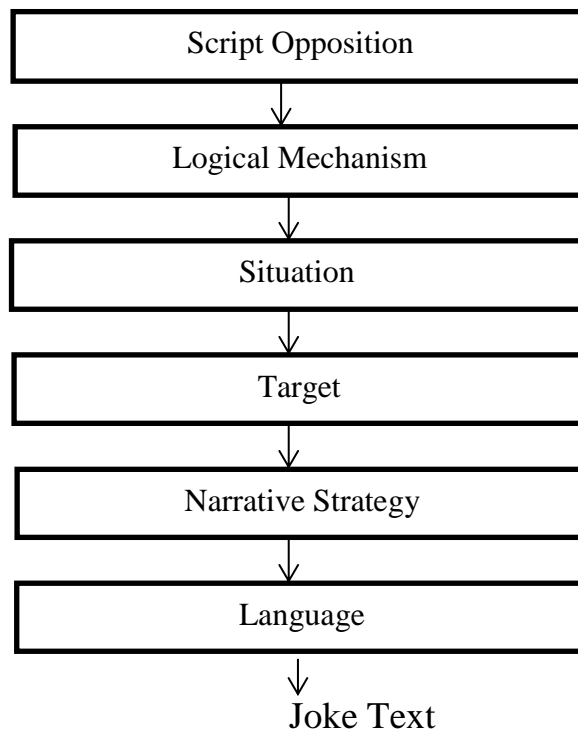 Script Opposition
Logical Mechanism
Situation
Target
Narrative Strategy
Language
Joke Text